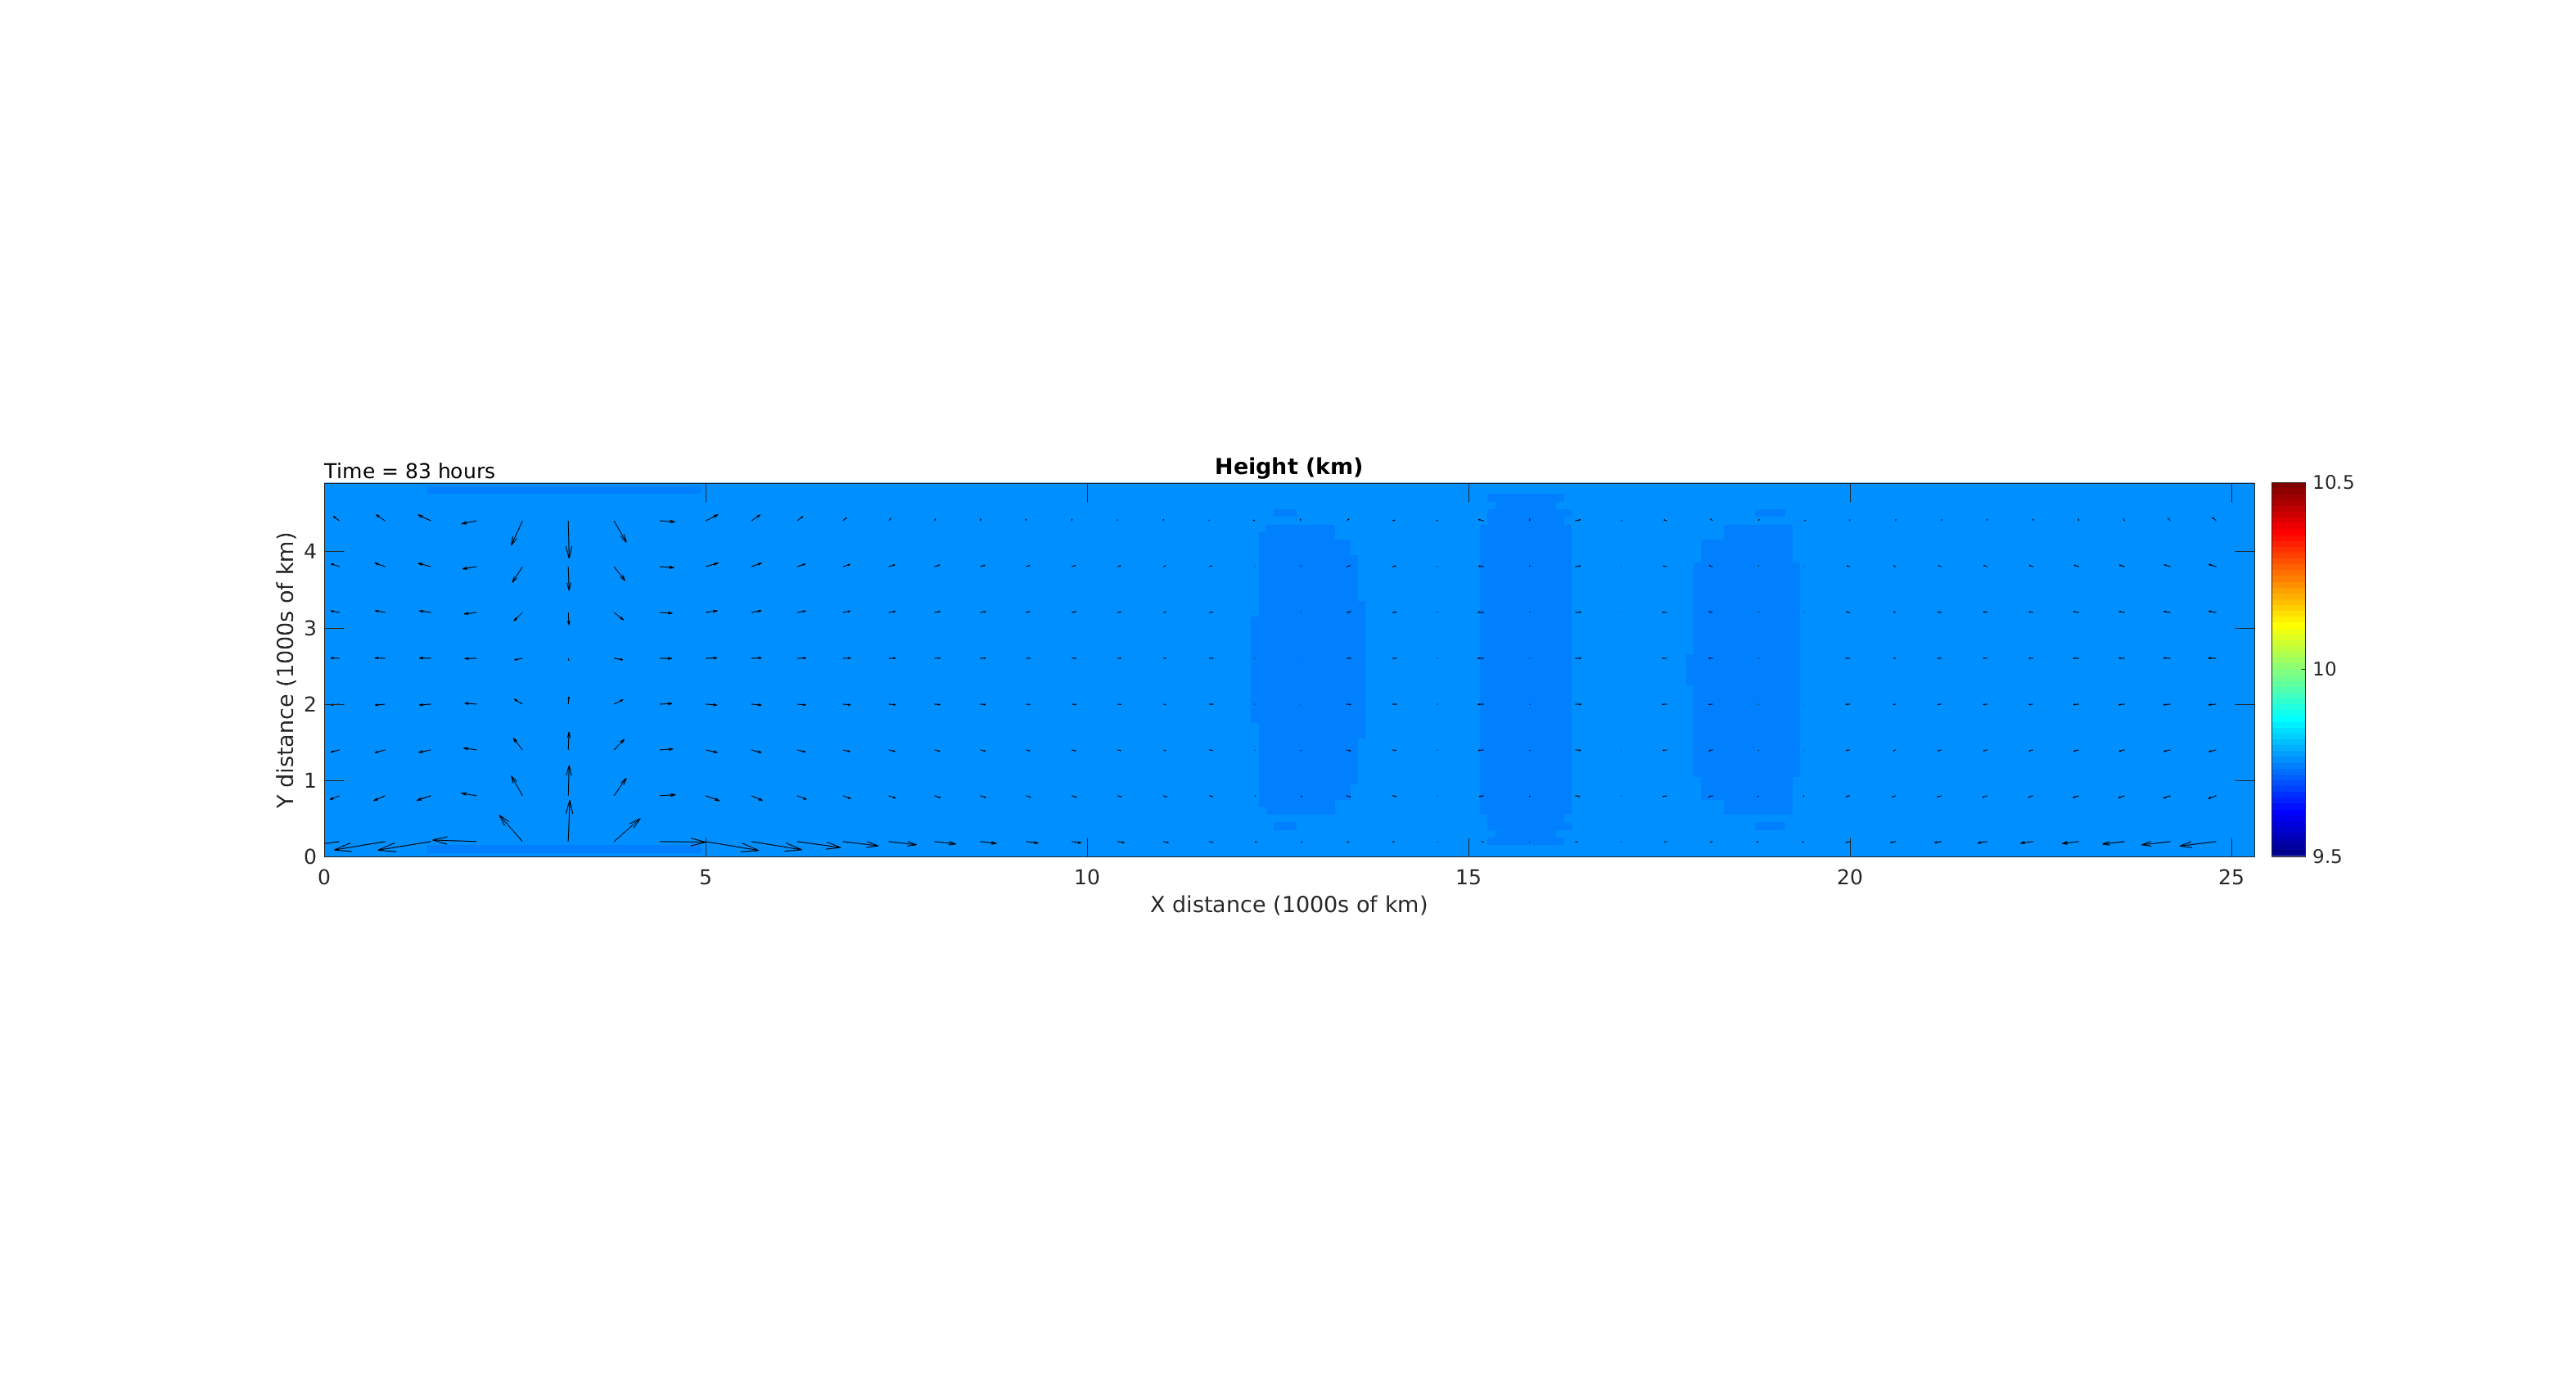 Time = 83 hours
Height (km)
10.5
10
9.5
Y distance (1000s of km)
4
3
2
1
0
0 5 10 15 20 25
X distance (1000s of km)